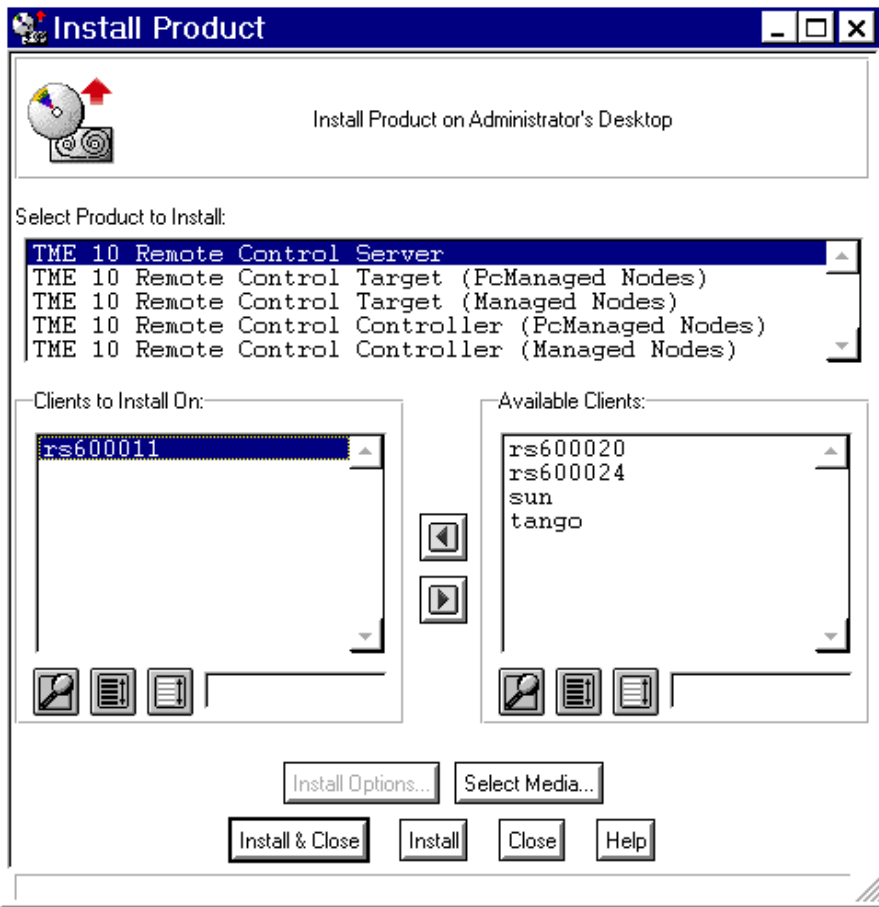 Install Product
Install Product on Administrator's Desktop
Select Product to Install:
TME 10 Remote Control Server
TME 10 Remote Control Target (PcManaged Nodes)
TME 10 Remote Control Target (Managed Nodes)
TME 10 Remote Control Controller (PcManaged Nodes)
TME 10 Remote Control Controller (Managed Nodes)
Clients to Install On:
rs600011
Available Clients:
rs600020
rs600024
sun
tango
Install Options...
Select Media...
Install & Close
Install
Close
Help